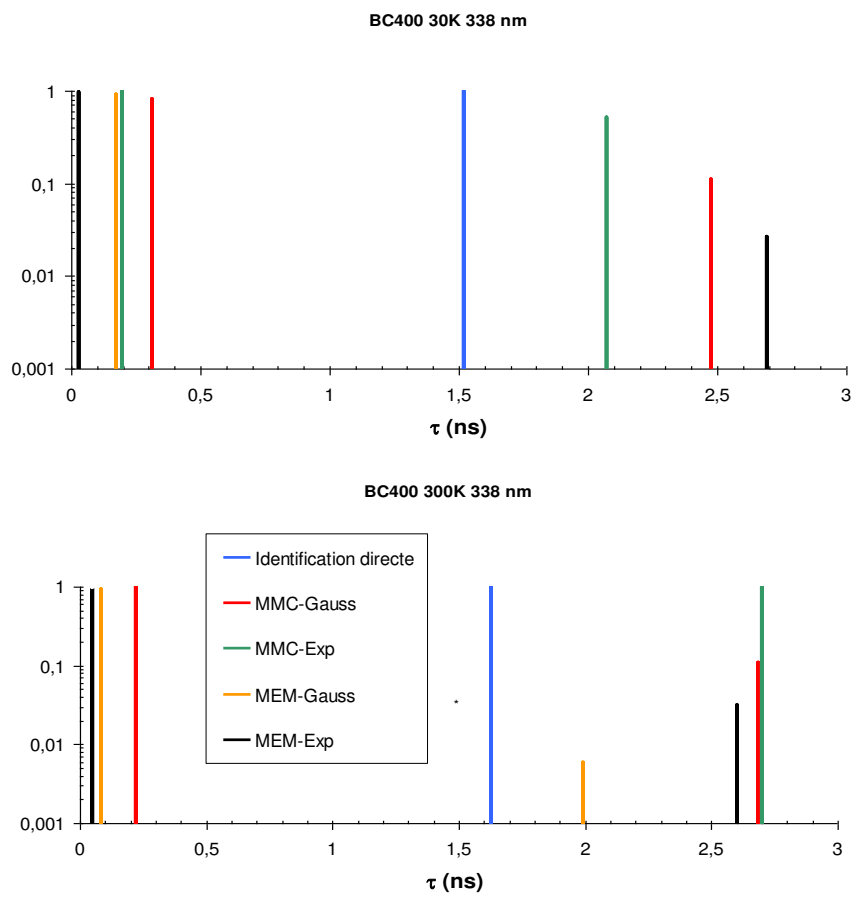 BC400 30K 338 nm
1
0,1
0,01
0,001
0 0,5 1 1,5 2 2,5 3
τ (ns)
BC400 300K 338 nm
Identification directe
MMC-Gauss
MMC-Exp
MEM-Gauss
MEM-Exp
1
0,1
0,01
0,001
0 0,5 1 1,5 2 2,5 3
τ (ns)